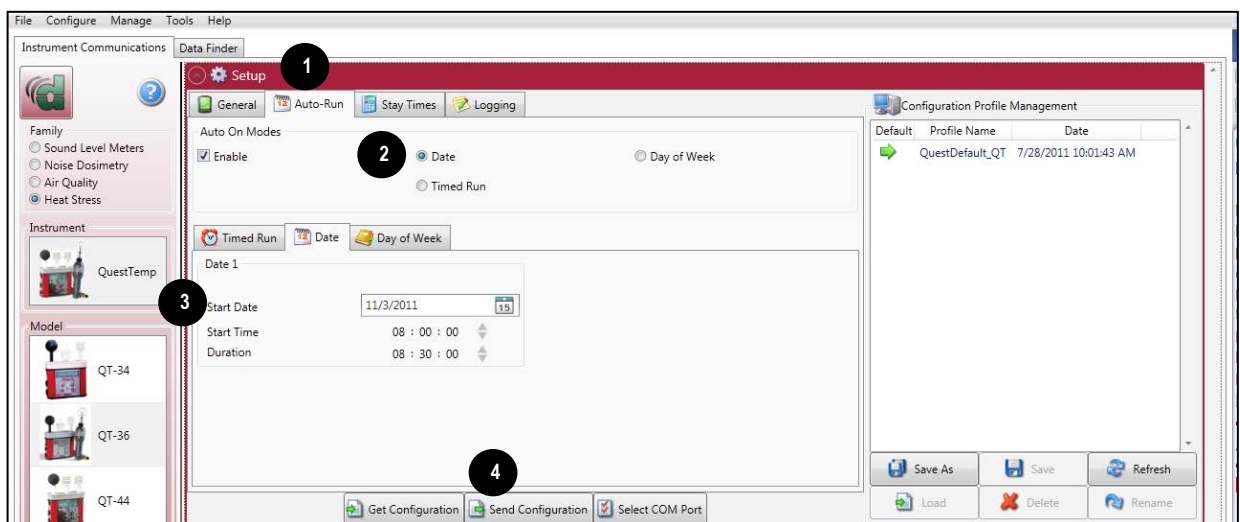 File Configure Manage Tools Help
Instrument Communications Data Finder
1
Setup
General 12 Auto-Run Stay Times Logging
Configuration Profile Management
Family
Sound Level Meters
Noise Dosimetry
Air Quality
Heat Stress
Auto On Modes
Enable
2
Date
Day of Week
Timed Run
Default Profile Name Date
QuestDefault_QT 7/28/2011 10:01:43 AM
Instrument
QuestTemp
Timed Run 12 Date Day of Week
Date 1
3
Start Date 11/3/2011 15
Start Time 08 : 00 : 00
Duration 08 : 30 : 00
Model
QT-34
QT-36
QT-44
4
Get Configuration Send Configuration Select COM Port
Save As Save Refresh
Load Delete Rename